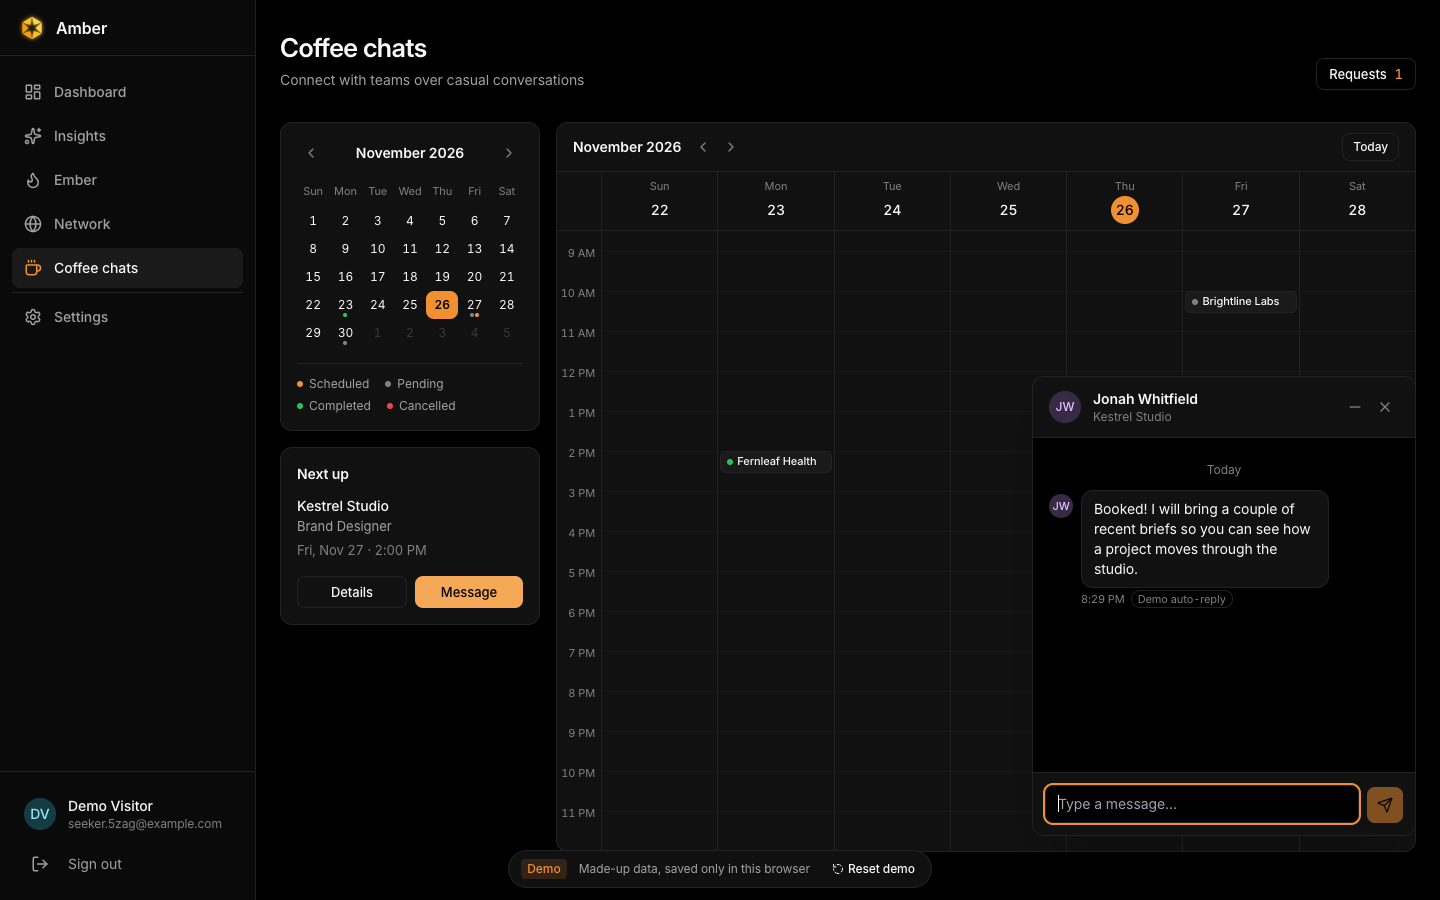 Amber
Dashboard
Insights
Ember
Network
Coffee chats
Settings
DV
Demo Visitor
seeker.5zag@example.com
Sign out
Coffee chats
Connect with teams over casual conversations
Requests 1
November 2026
Sun Mon Tue Wed Thu Fri Sat
1 2 3 4 5 6 7
8 9 10 11 12 13 14
15 16 17 18 19 20 21
22 23 24 25 26 27 28
29 30 1 2 3 4 5
Scheduled Pending
Completed Cancelled
Next up
Kestrel Studio
Brand Designer
Fri, Nov 27 · 2:00 PM
Details Message
November 2026
Today
Sun Mon Tue Wed Thu Fri Sat
22 23 24 25 26 27 28
9 AM
10 AM
Brightline Labs
11 AM
12 PM
1 PM
2 PM
Fernleaf Health
3 PM
4 PM
5 PM
6 PM
7 PM
8 PM
9 PM
10 PM
11 PM
JW
Jonah Whitfield
Kestrel Studio
Today
JW
Booked! I will bring a couple of
recent briefs so you can see how
a project moves through the
studio.
8:29 PM Demo auto-reply
Type a message...
Demo Made-up data, saved only in this browser Reset demo